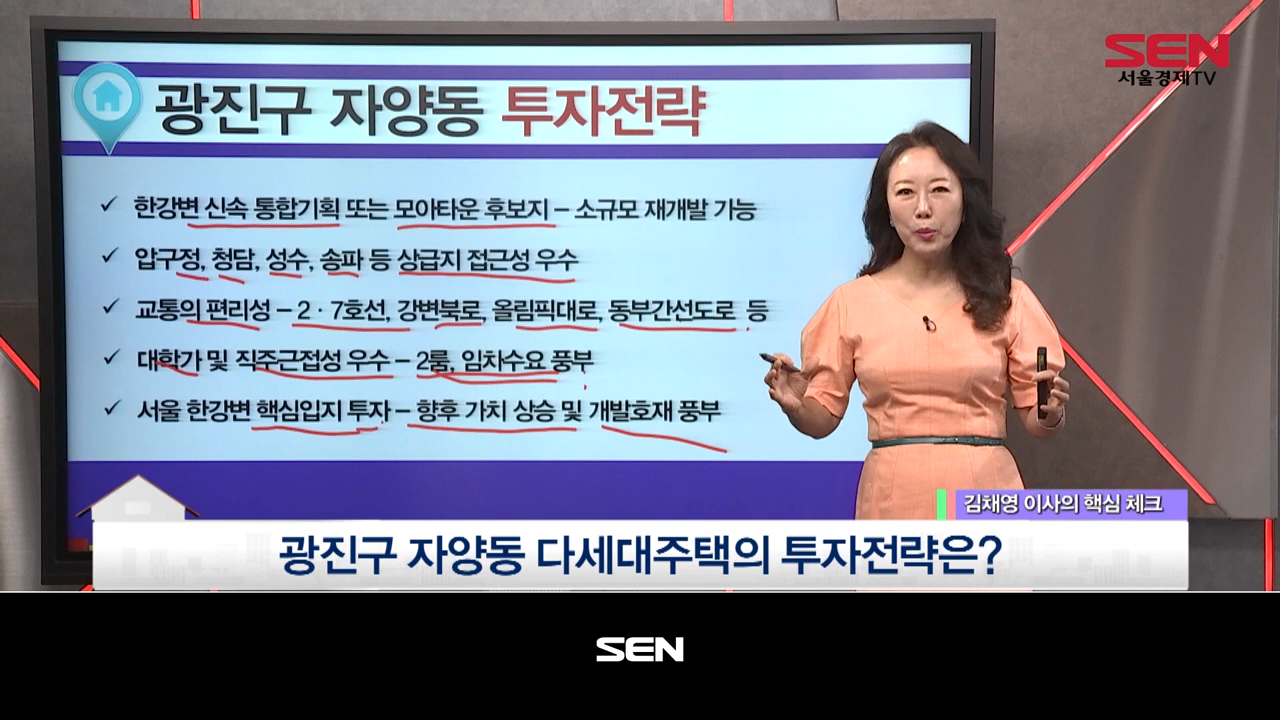 SEN
서울경제TV
광진구 자양동 투자전략
✓ 한강변 신속 통합기획 또는 모아타운 후보지 – 소규모 재개발 가능
✓ 압구정, 청담, 성수, 송파 등 상급지 접근성 우수
✓ 교통의 편리성 – 2 · 7호선, 강변북로, 올림픽대로, 동부간선도로 등
✓ 대학가 및 직주근접성 우수 – 2룸, 임차수요 풍부
✓ 서울 한강변 핵심입지 투자 – 향후 가치 상승 및 개발호재 풍부
김채영 이사의 핵심 체크
광진구 자양동 다세대주택의 투자전략은?
SEN